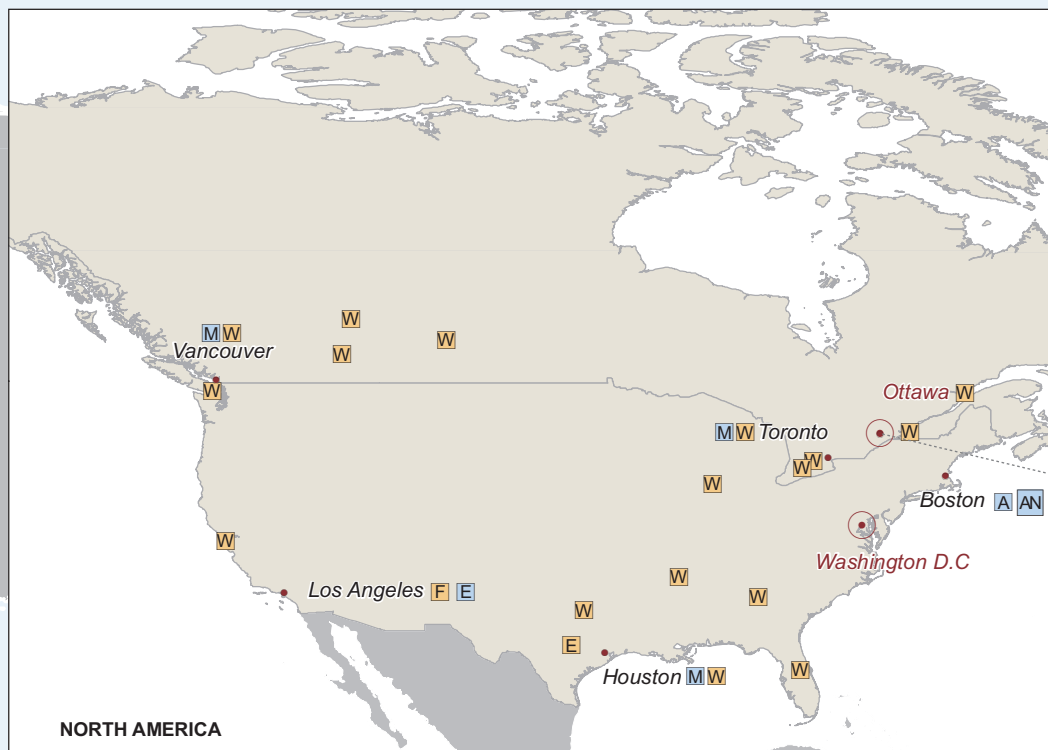 W
W
W
M W
Vancouver
W
Ottawa W
W
M W Toronto
W
W
W
Boston A AN
W
Washington D.C
W
Los Angeles F E
W
W
E
W
Houston M W
NORTH AMERICA